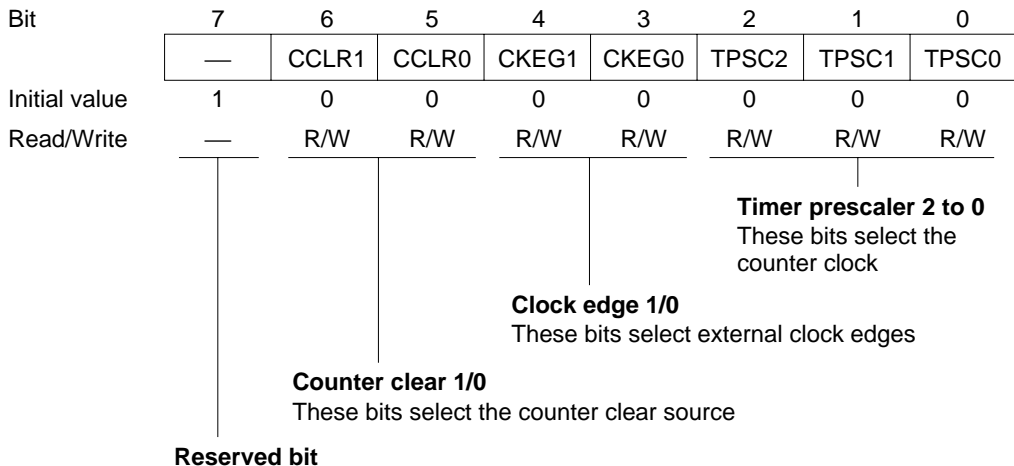 Bit 7 6 5 4 3 2 1 0
— CCLR1 CCLR0 CKEG1 CKEG0 TPSC2 TPSC1 TPSC0
Initial value 1 0 0 0 0 0 0 0
Read/Write — R/W R/W R/W R/W R/W R/W R/W
Timer prescaler 2 to 0
These bits select the
counter clock
Clock edge 1/0
These bits select external clock edges
Counter clear 1/0
These bits select the counter clear source
Reserved bit